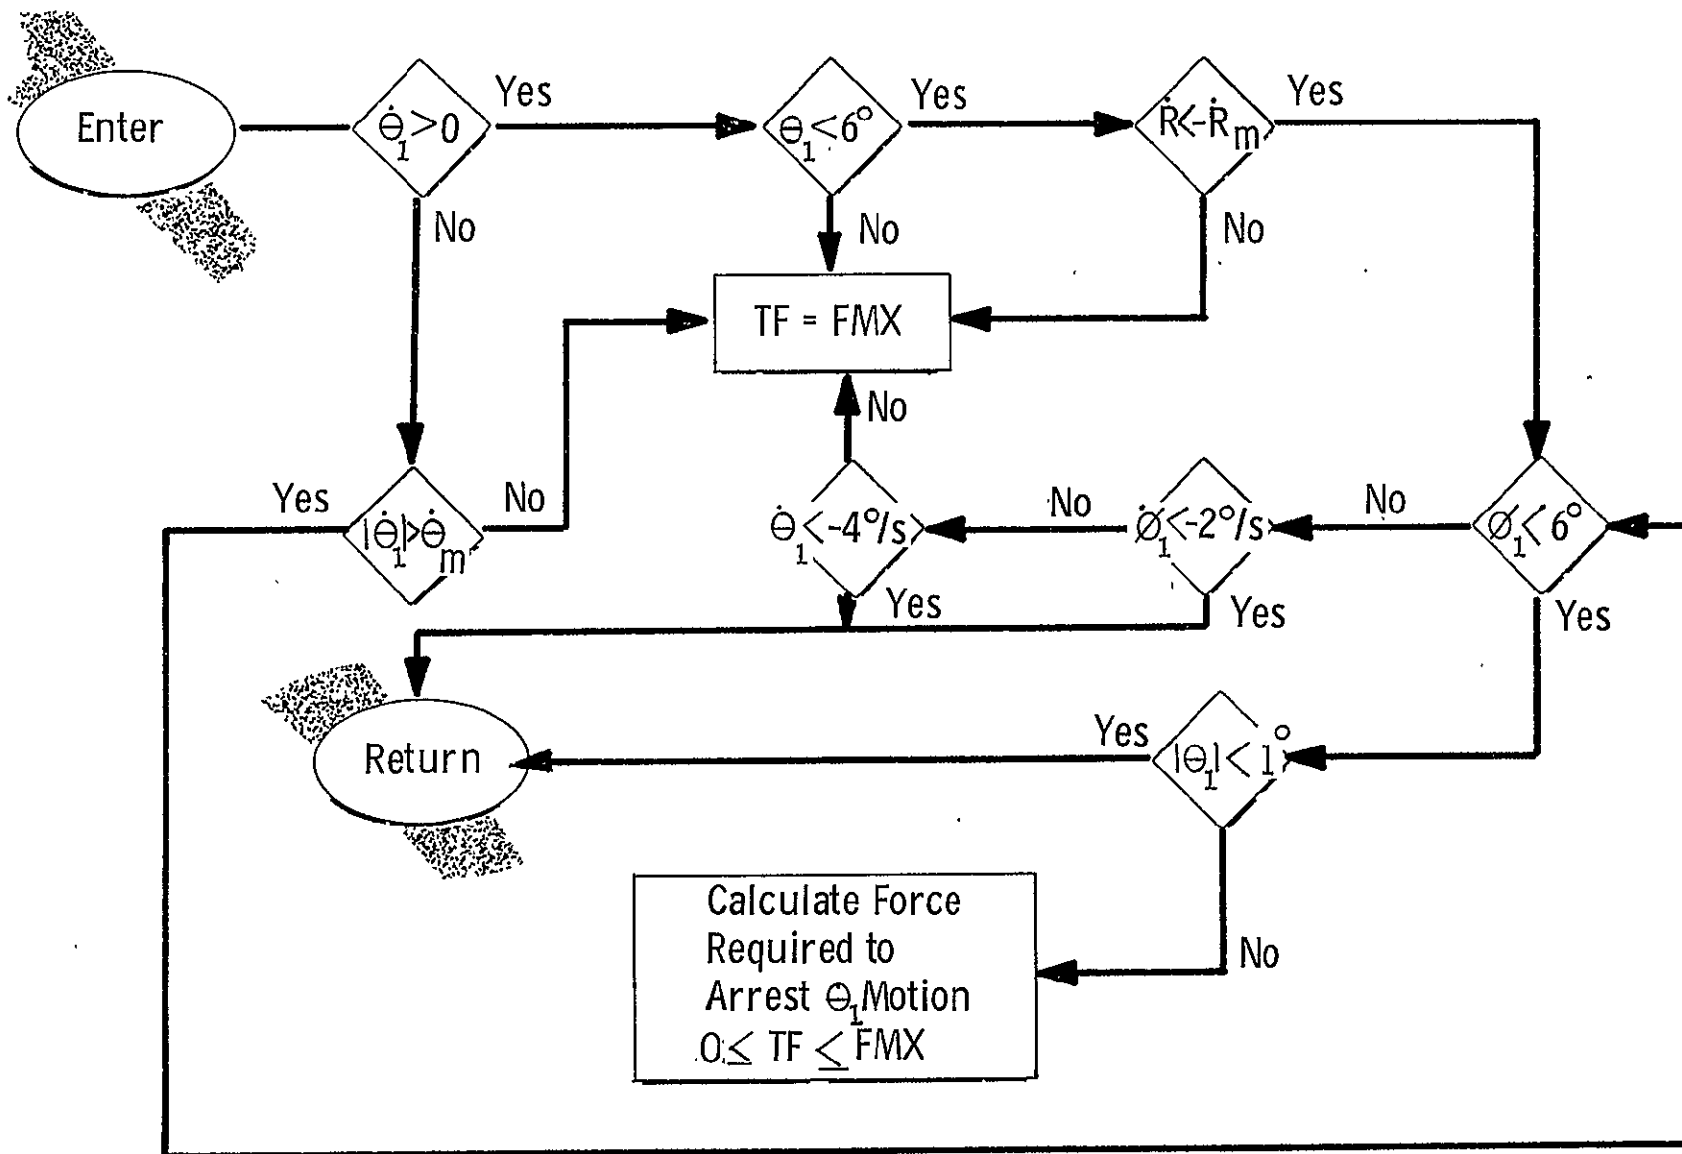 Enter
Θ̇₁ > 0
Yes
Θ₁ < 6°
Yes
Ṙ < -Ṙm
Yes
No
No
No
TF = FMX
No
Yes
|Θ̇₁| > Θ̇m
No
Θ̇₁ < -4°/s
No
∅̇₁ < -2°/s
No
∅₁ < 6°
Yes
Yes
Yes
Return
Yes
|Θ₁| < 1°
No
Calculate Force
Required to
Arrest Θ₁ Motion
0 ≤ TF ≤ FMX